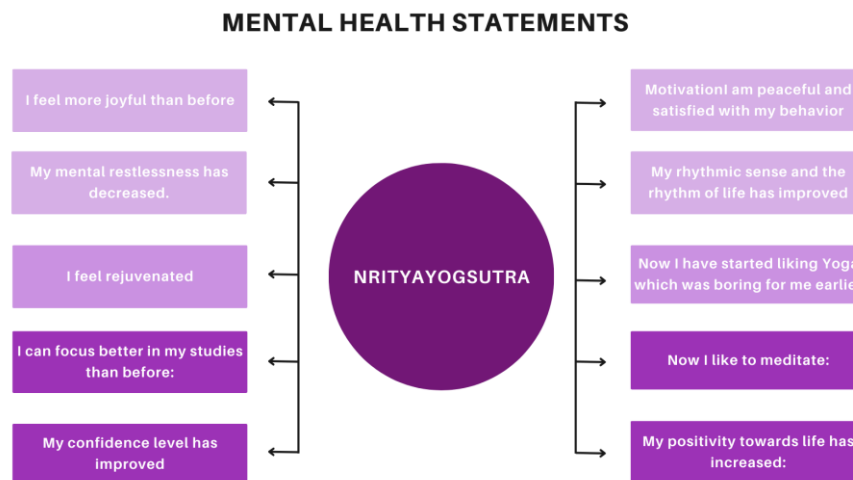 MENTAL HEALTH STATEMENTS
I feel more joyful than before
My mental restlessness has
decreased.
I feel rejuvenated
I can focus better in my studies
than before:
My confidence level has
improved
NRITYAYOGSUTRA
MotivationI am peaceful and
satisfied with my behavior
My rhythmic sense and the
rhythm of life has improved
Now I have started liking Yoga
which was boring for me earlie
Now I like to meditate:
My positivity towards life has
increased: